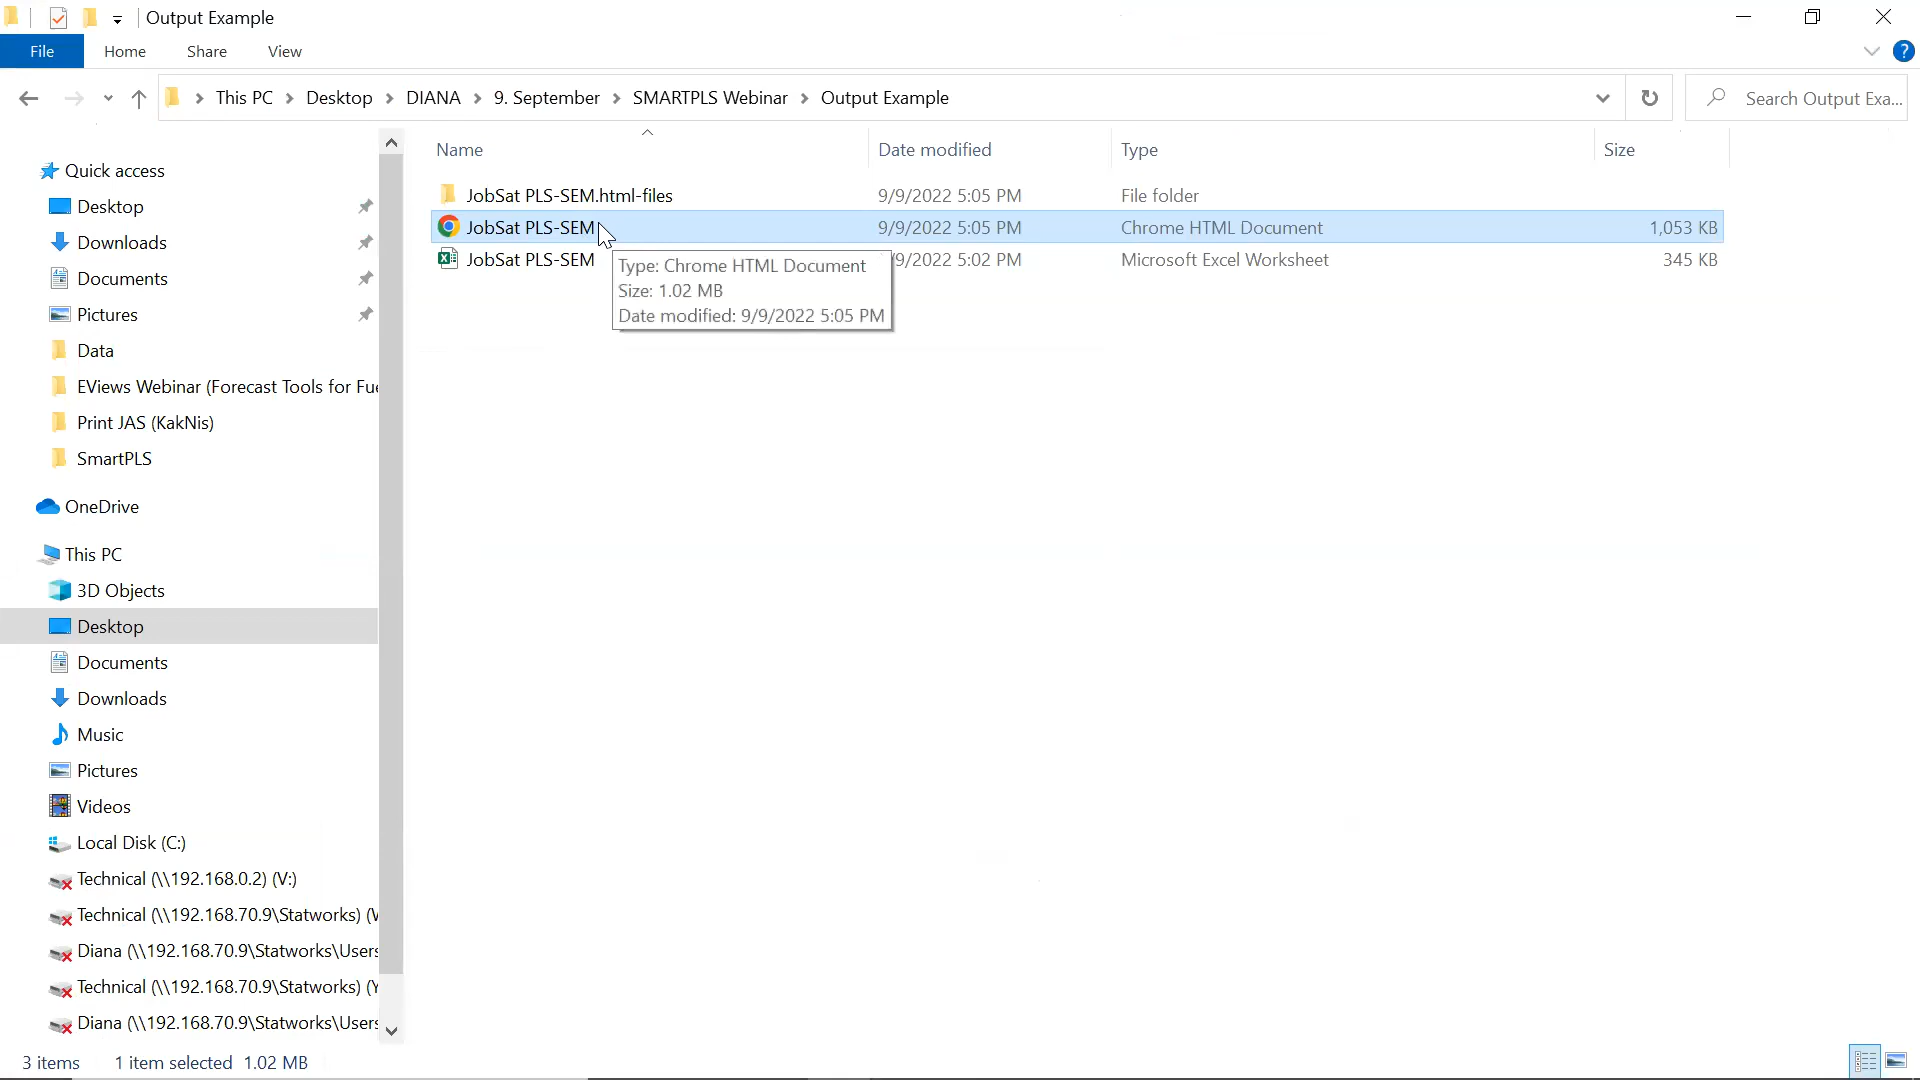 Output Example
File Home Share View
This PC Desktop DIANA 9. September SMARTPLS Webinar Output Example
Search Output Exa...
Name Date modified Type Size
JobSat PLS-SEM.html-files 9/9/2022 5:05 PM File folder
JobSat PLS-SEM 9/9/2022 5:05 PM Chrome HTML Document 1,053 KB
JobSat PLS-SEM /9/2022 5:02 PM Microsoft Excel Worksheet 345 KB
Type: Chrome HTML Document
Size: 1.02 MB
Date modified: 9/9/2022 5:05 PM
Quick access
Desktop
Downloads
Documents
Pictures
Data
EViews Webinar (Forecast Tools for Fue
Print JAS (KakNis)
SmartPLS
OneDrive
This PC
3D Objects
Desktop
Documents
Downloads
Music
Pictures
Videos
Local Disk (C:)
Technical (\\192.168.0.2) (V:)
Technical (\\192.168.70.9\Statworks) (
Diana (\\192.168.70.9\Statworks\Users
Technical (\\192.168.70.9\Statworks) (Y
Diana (\\192.168.70.9\Statworks\Users
3 items 1 item selected 1.02 MB